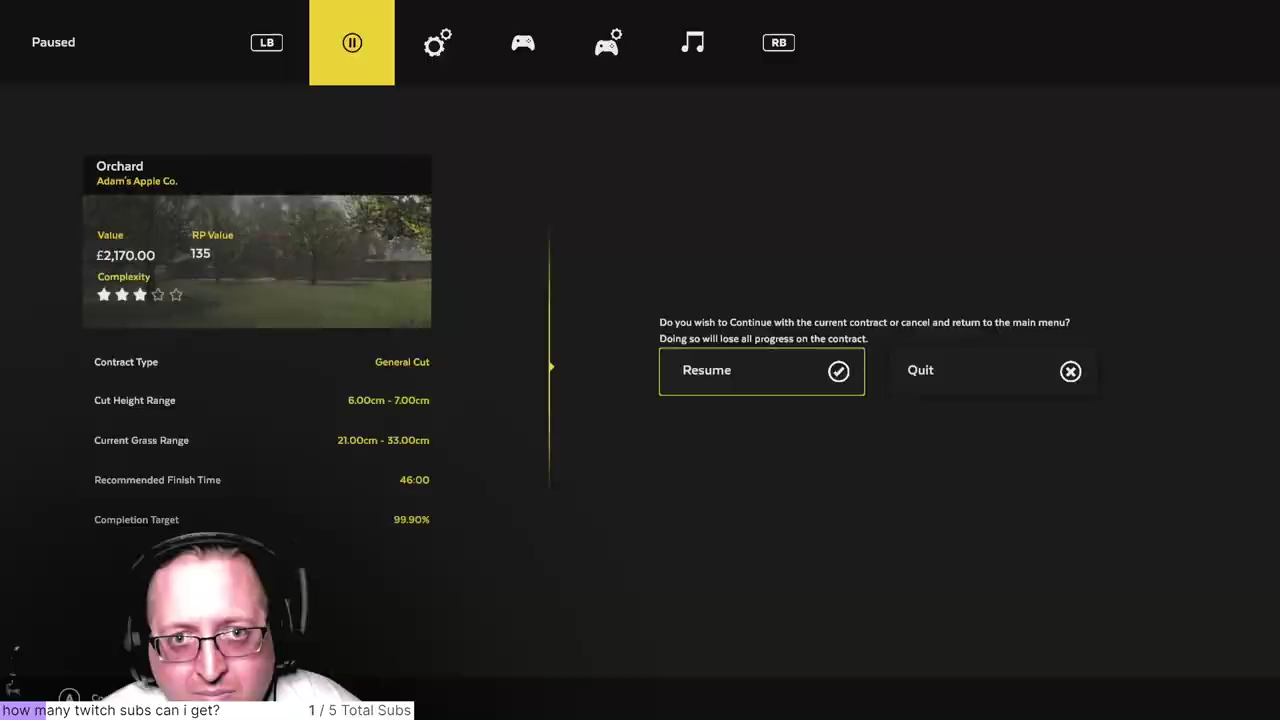 Paused
LB
RB
Orchard
Adam's Apple Co.
Value
RP Value
£2,170.00
135
Complexity
Contract Type
General Cut
Cut Height Range
6.00cm - 7.00cm
Current Grass Range
21.00cm - 33.00cm
Recommended Finish Time
46:00
Completion Target
99.90%
Do you wish to Continue with the current contract or cancel and return to the main menu?
Doing so will lose all progress on the contract.
Resume
Quit
A
how many twitch subs can i get?
1 / 5 Total Subs